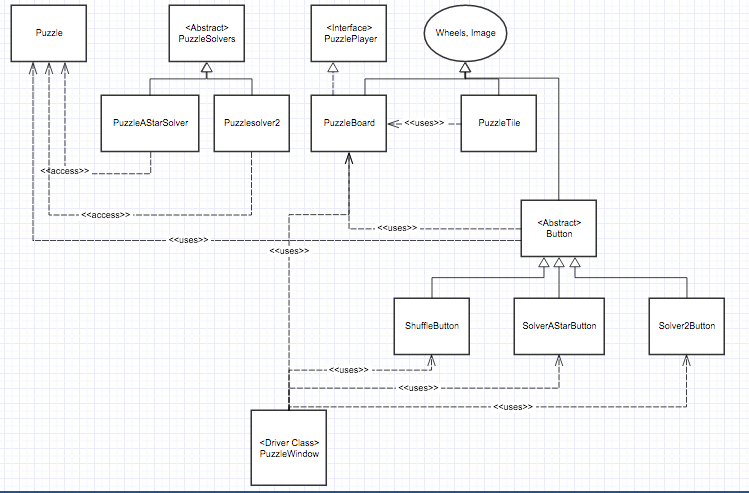 Puzzle
<Abstract>
PuzzleSolvers
<Interface>
PuzzlePlayer
Wheels, Image
PuzzleAStarSolver
Puzzlesolver2
PuzzleBoard
<<uses>>
PuzzleTile
<<access>>
<<access>>
<Abstract>
Button
<<uses>>
<<uses>>
<<uses>>
ShuffleButton
SolverAStarButton
Solver2Button
<<uses>>
<<uses>>
<<uses>>
<Driver Class>
PuzzleWindow